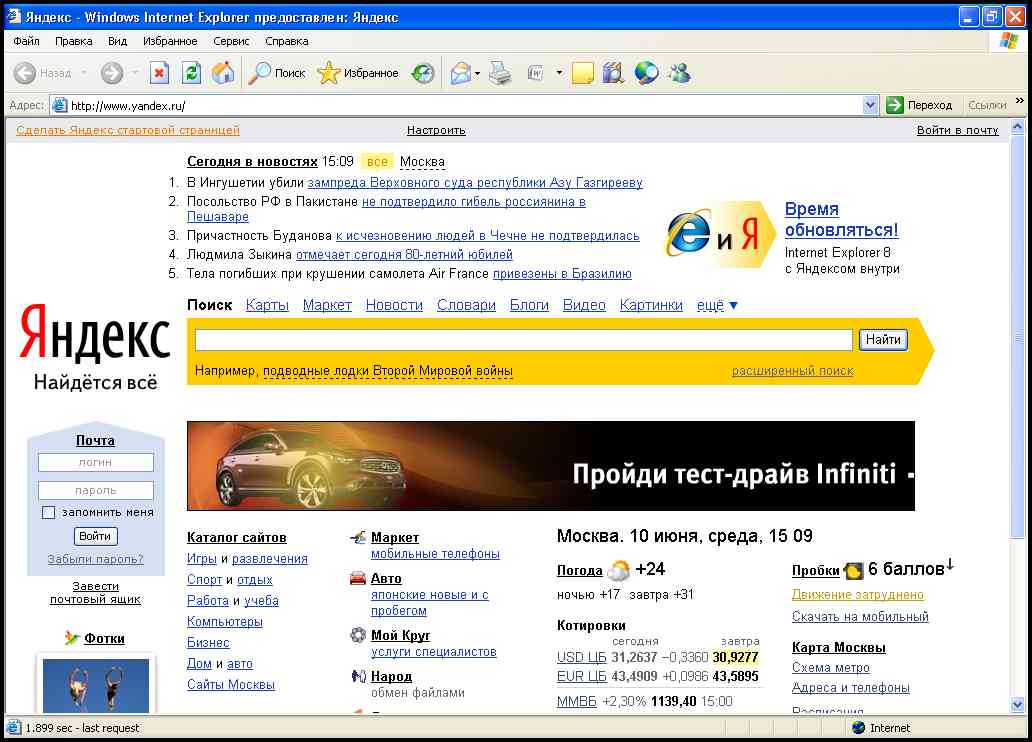 Яндекс - Windows Internet Explorer предоставлен: Яндекс
Файл Правка Вид Избранное Сервис Справка
Назад Поиск Избранное
Адрес: http://www.yandex.ru/ Переход Ссылки »
Сделать Яндекс стартовой страницей Настроить Войти в почту
Сегодня в новостях 15:09 все Москва
1. В Ингушетии убили зампреда Верховного суда республики Азу Газгирееву
2. Посольство РФ в Пакистане не подтвердило гибель россиянина в
Пешаваре
3. Причастность Буданова к исчезновению людей в Чечне не подтвердилась
4. Людмила Зыкина отмечает сегодня 80-летний юбилей
5. Тела погибших при крушении самолета Air France привезены в Бразилию
e и Я
Время
обновляться!
Internet Explorer 8
с Яндексом внутри
Поиск Карты Маркет Новости Словари Блоги Видео Картинки ещё ▼
Яндекс
Найдётся всё
Найти
Например, подводные лодки Второй Мировой войны расширенный поиск
Почта
логин
пароль
запомнить меня
Войти
Забыли пароль?
Завести
почтовый ящик
Фотки
Пройди тест-драйв Infiniti
Каталог сайтов
Игры и развлечения
Спорт и отдых
Работа и учеба
Компьютеры
Бизнес
Дом и авто
Сайты Москвы
Маркет
мобильные телефоны
Авто
японские новые и с
пробегом
Мой Круг
услуги специалистов
Народ
обмен файлами
Москва. 10 июня, среда, 15 09
Погода +24
ночью +17 завтра +31
Котировки
сегодня завтра
USD ЦБ 31,2637 −0,3360 30,9277
EUR ЦБ 43,4909 +0,0986 43,5895
ММВБ +2,30% 1139,40 15:00
Пробки 6 баллов↓
Движение затруднено
Скачать на мобильный
Карта Москвы
Схема метро
Адреса и телефоны
Расписания
1.899 sec - last request Internet